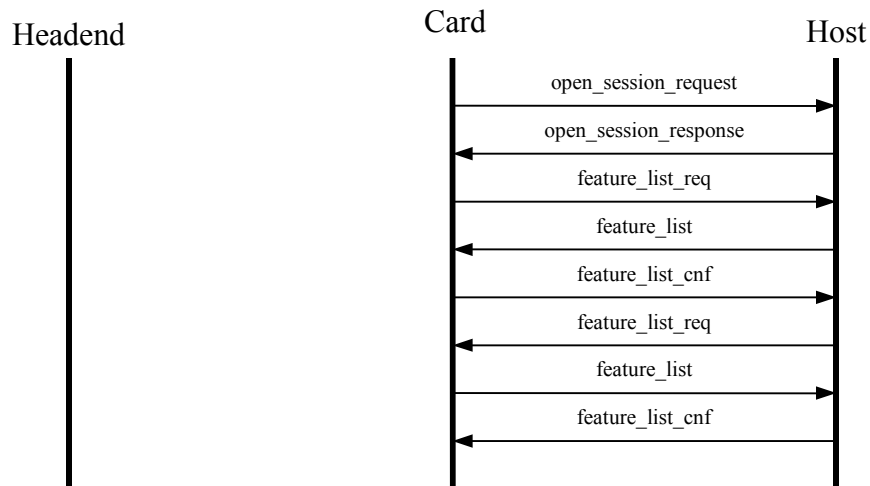 Headend
Card
Host
open_session_request
open_session_response
feature_list_req
feature_list
feature_list_cnf
feature_list_req
feature_list
feature_list_cnf